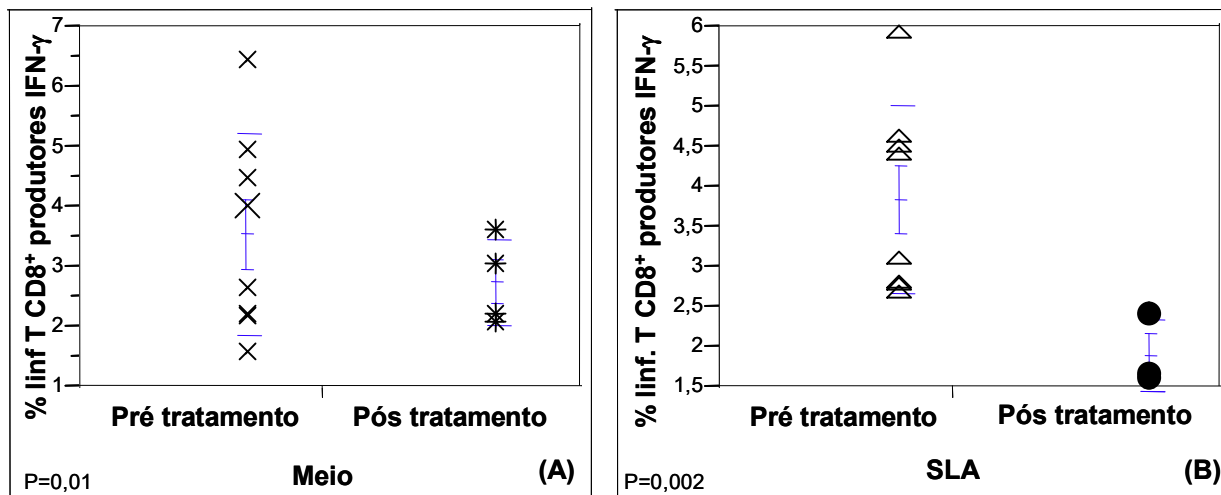 % linf T CD8+ produtores IFN-γ
7
6
5
4
3
2
1
Pré tratamento
Pós tratamento
P=0,01
Meio
(A)
% linf. T CD8+ produtores IFN-γ
6
5,5
5
4,5
4
3,5
3
2,5
2
1,5
Pré tratamento
Pós tratamento
P=0,002
SLA
(B)